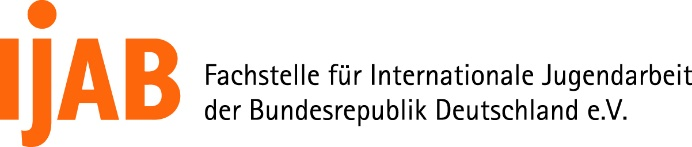 IjAB
Fachstelle für Internationale Jugendarbeit
der Bundesrepublik Deutschland e.V.